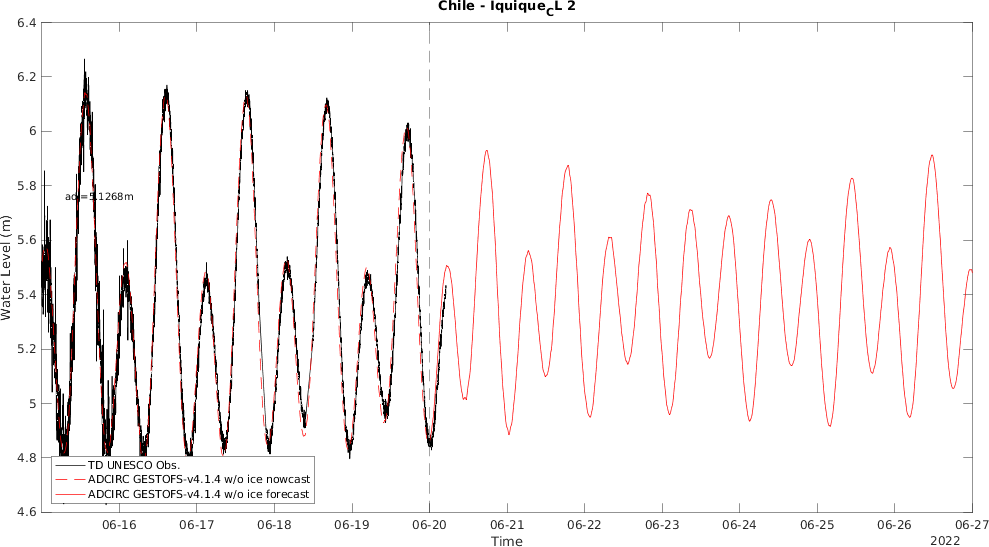 Chile - Iquique_CL 2
6.4
6.2
6
5.8
5.6
5.4
5.2
5
4.8
4.6
Water Level (m)
adj=5.1268m
TD UNESCO Obs.
ADCIRC GESTOFS-v4.1.4 w/o ice nowcast
ADCIRC GESTOFS-v4.1.4 w/o ice forecast
06-16 06-17 06-18 06-19 06-20 06-21 06-22 06-23 06-24 06-25 06-26 06-27
Time
2022